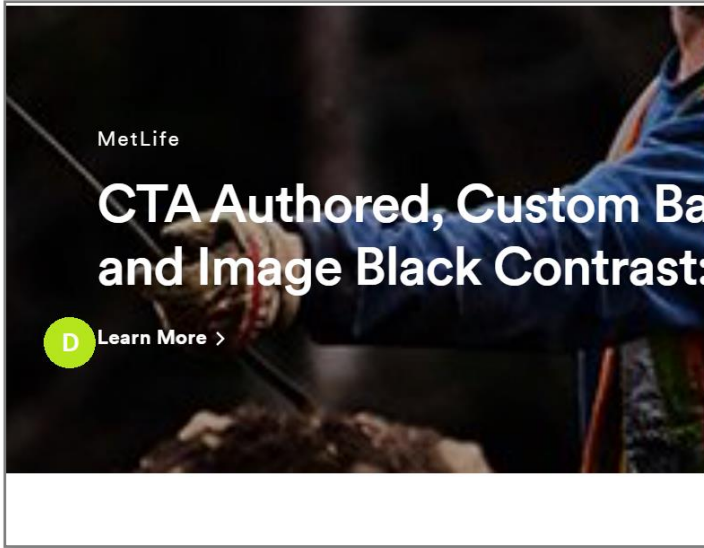 MetLife
CTA Authored, Custom Ba
and Image Black Contrast:
D Learn More >